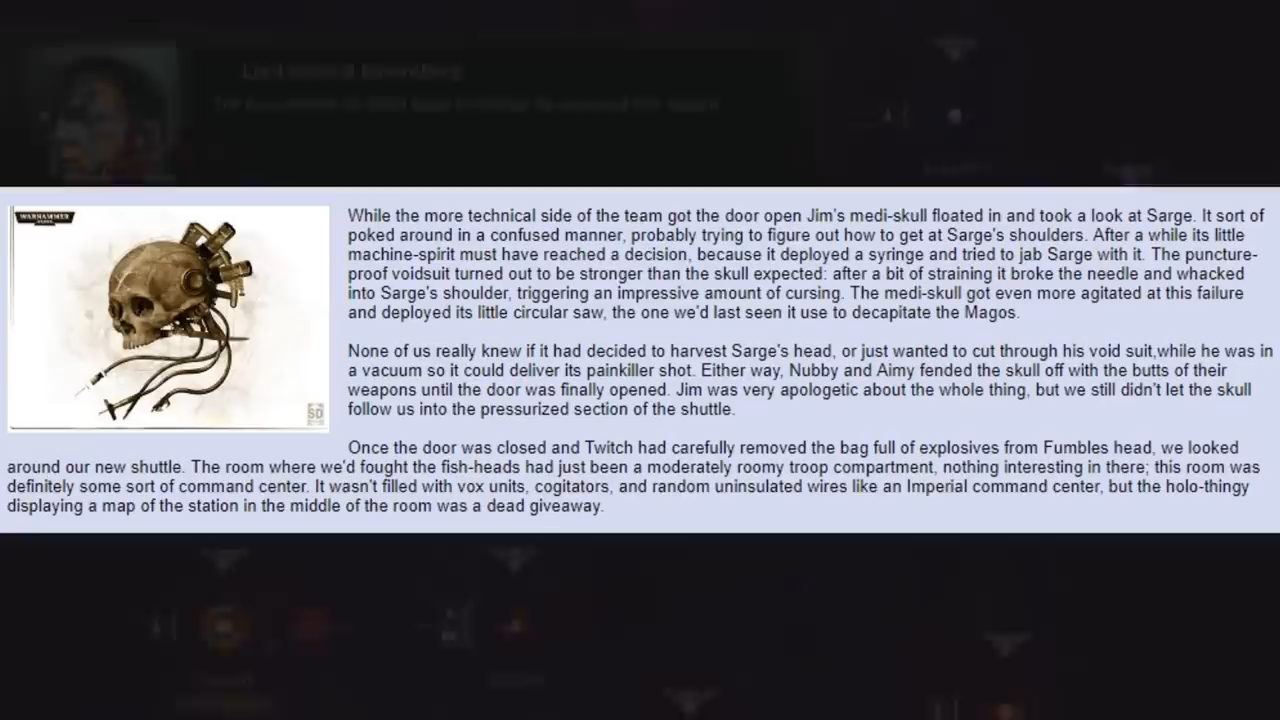 WARHAMMER
While the more technical side of the team got the door open Jim's medi-skull floated in and took a look at Sarge. It sort of
poked around in a confused manner, probably trying to figure out how to get at Sarge's shoulders. After a while its little
machine-spirit must have reached a decision, because it deployed a syringe and tried to jab Sarge with it. The puncture-
proof voidsuit turned out to be stronger than the skull expected: after a bit of straining it broke the needle and whacked
into Sarge's shoulder, triggering an impressive amount of cursing. The medi-skull got even more agitated at this failure
and deployed its little circular saw, the one we'd last seen it use to decapitate the Magos.
None of us really knew if it had decided to harvest Sarge's head, or just wanted to cut through his void suit,while he was in
a vacuum so it could deliver its painkiller shot. Either way, Nubby and Aimy fended the skull off with the butts of their
weapons until the door was finally opened. Jim was very apologetic about the whole thing, but we still didn't let the skull
follow us into the pressurized section of the shuttle.
SD
Once the door was closed and Twitch had carefully removed the bag full of explosives from Fumbles head, we looked
around our new shuttle. The room where we'd fought the fish-heads had just been a moderately roomy troop compartment, nothing interesting in there; this room was
definitely some sort of command center. It wasn't filled with vox units, cogitators, and random uninsulated wires like an Imperial command center, but the holo-thingy
displaying a map of the station in the middle of the room was a dead giveaway.